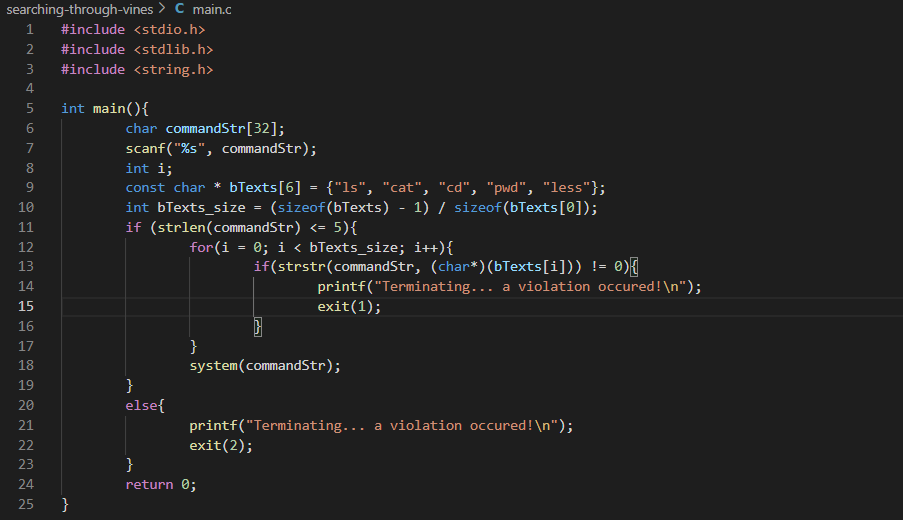 searching-through-vines > C main.c
1 #include <stdio.h>
2 #include <stdlib.h>
3 #include <string.h>
4
5 int main(){
6 char commandStr[32];
7 scanf("%s", commandStr);
8 int i;
9 const char * bTexts[6] = {"ls", "cat", "cd", "pwd", "less"};
10 int bTexts_size = (sizeof(bTexts) - 1) / sizeof(bTexts[0]);
11 if (strlen(commandStr) <= 5){
12 for(i = 0; i < bTexts_size; i++){
13 if(strstr(commandStr, (char*)(bTexts[i])) != 0){
14 printf("Terminating... a violation occured!\n");
15 exit(1);
16 }
17 }
18 system(commandStr);
19 }
20 else{
21 printf("Terminating... a violation occured!\n");
22 exit(2);
23 }
24 return 0;
25 }